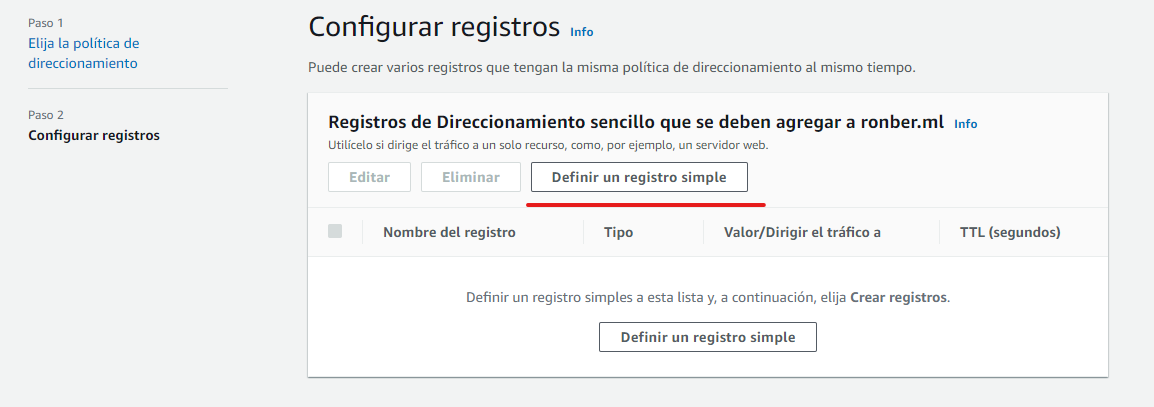 Paso 1
Elija la política de
direccionamiento
Paso 2
Configurar registros
Configurar registros Info
Puede crear varios registros que tengan la misma política de direccionamiento al mismo tiempo.
Registros de Direccionamiento sencillo que se deben agregar a ronber.ml Info
Utilícelo si dirige el tráfico a un solo recurso, como, por ejemplo, un servidor web.
Editar Eliminar Definir un registro simple
Nombre del registro Tipo Valor/Dirigir el tráfico a TTL (segundos)
Definir un registro simples a esta lista y, a continuación, elija Crear registros.
Definir un registro simple